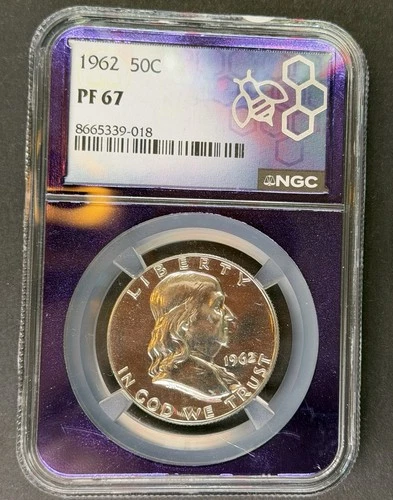 1962 50C
PF 67
8665339-018
NGC
LIBERTY
1962
IN GOD WE TRUST